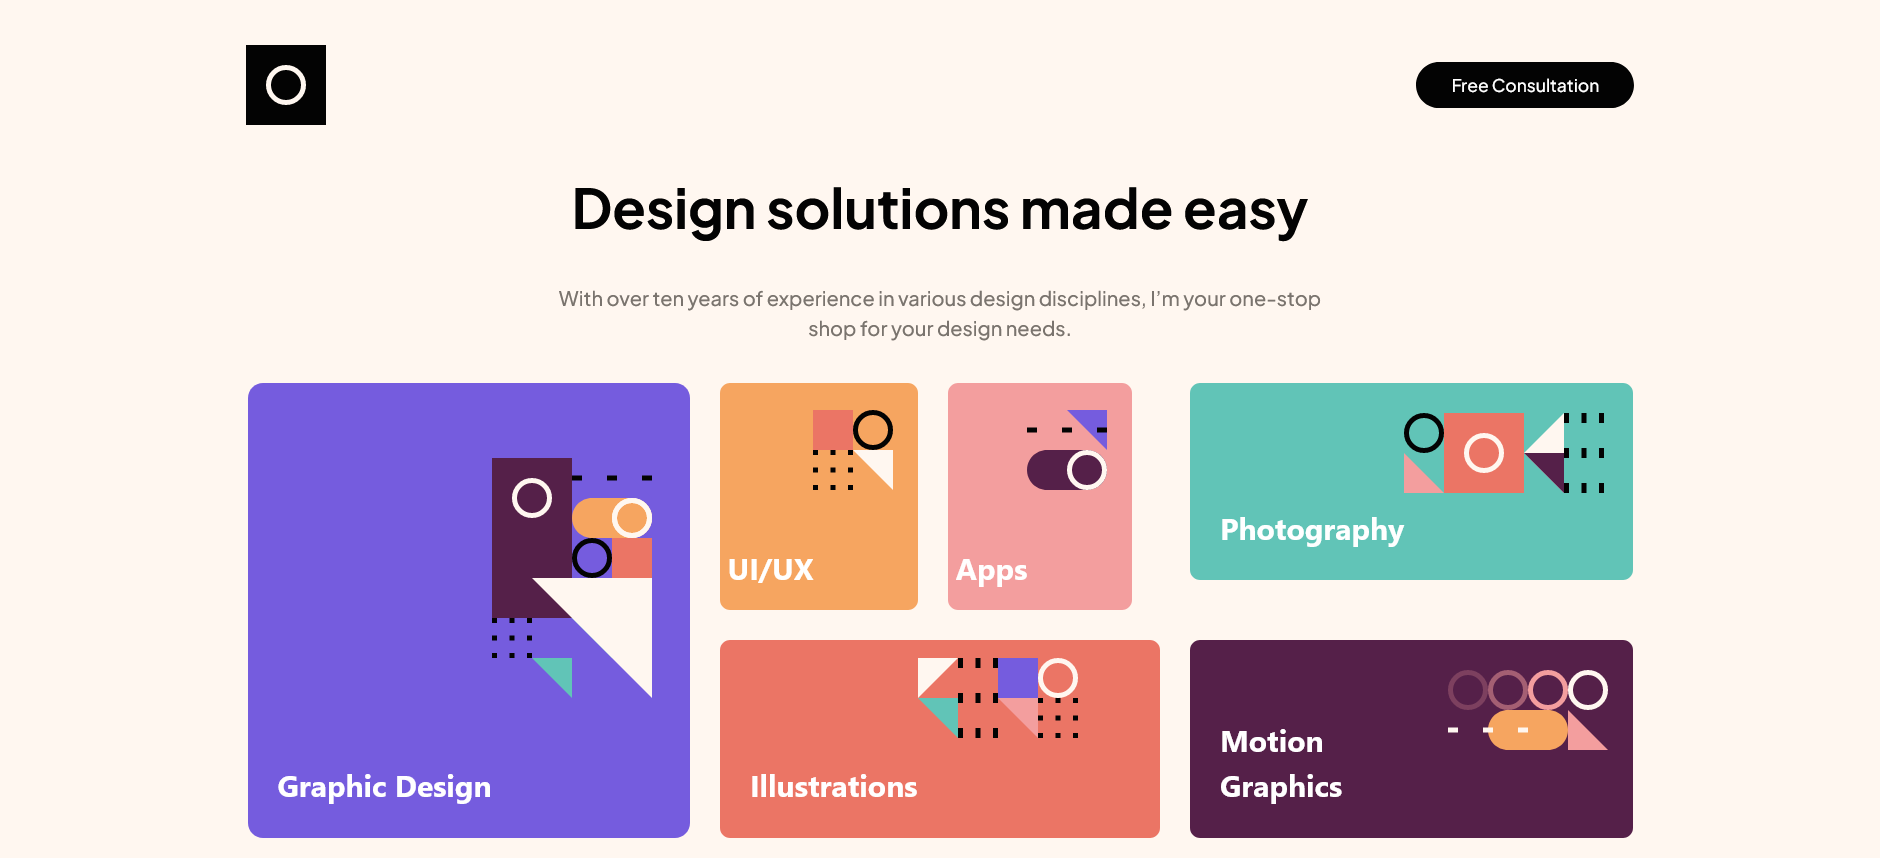 Free Consultation
Design solutions made easy
With over ten years of experience in various design disciplines, I’m your one-stop
shop for your design needs.
Graphic Design
UI/UX
Apps
Photography
Illustrations
Motion
Graphics